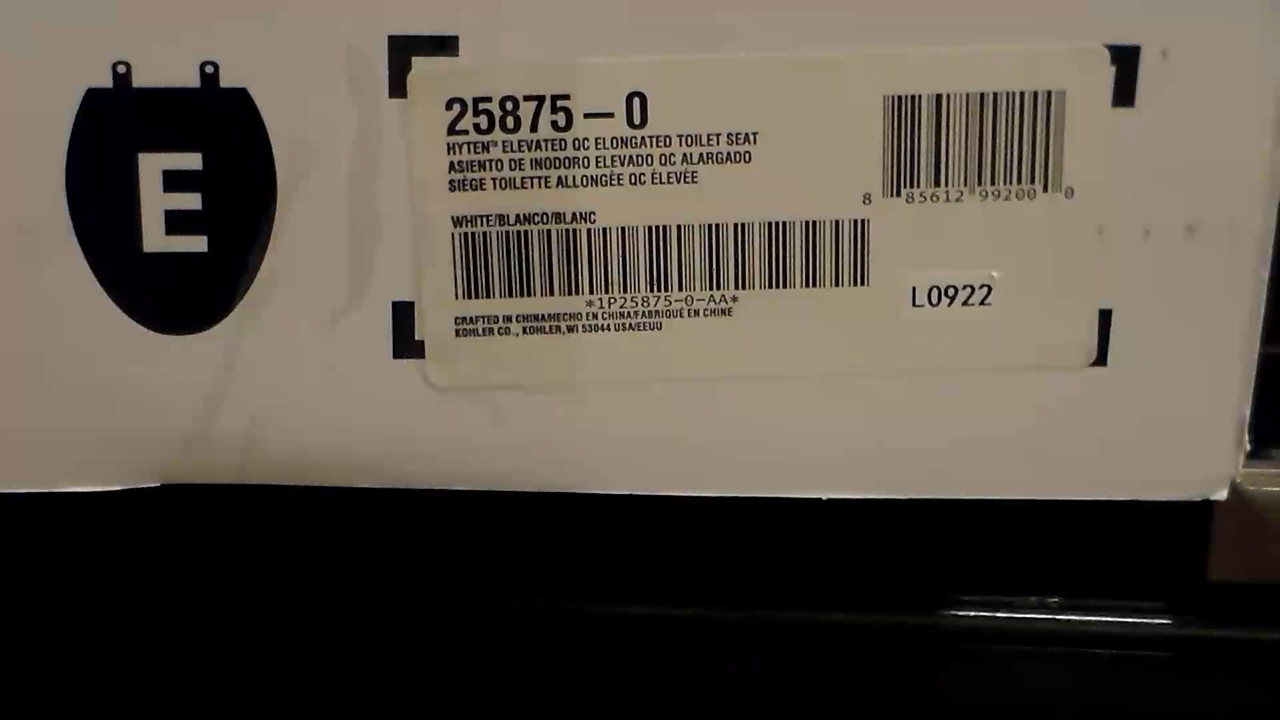 E
25875-0
HYTEN™ ELEVATED QC ELONGATED TOILET SEAT
ASIENTO DE INODORO ELEVADO QC ALARGADO
SIÈGE TOILETTE ALLONGÉE QC ÉLEVÉE
8 85612 99200 0
WHITE/BLANCO/BLANC
*1P25875-0-AA*
L0922
CRAFTED IN CHINA/HECHO EN CHINA/FABRIQUÉ EN CHINE
KOHLER CO., KOHLER, WI 53044 USA/EEUU